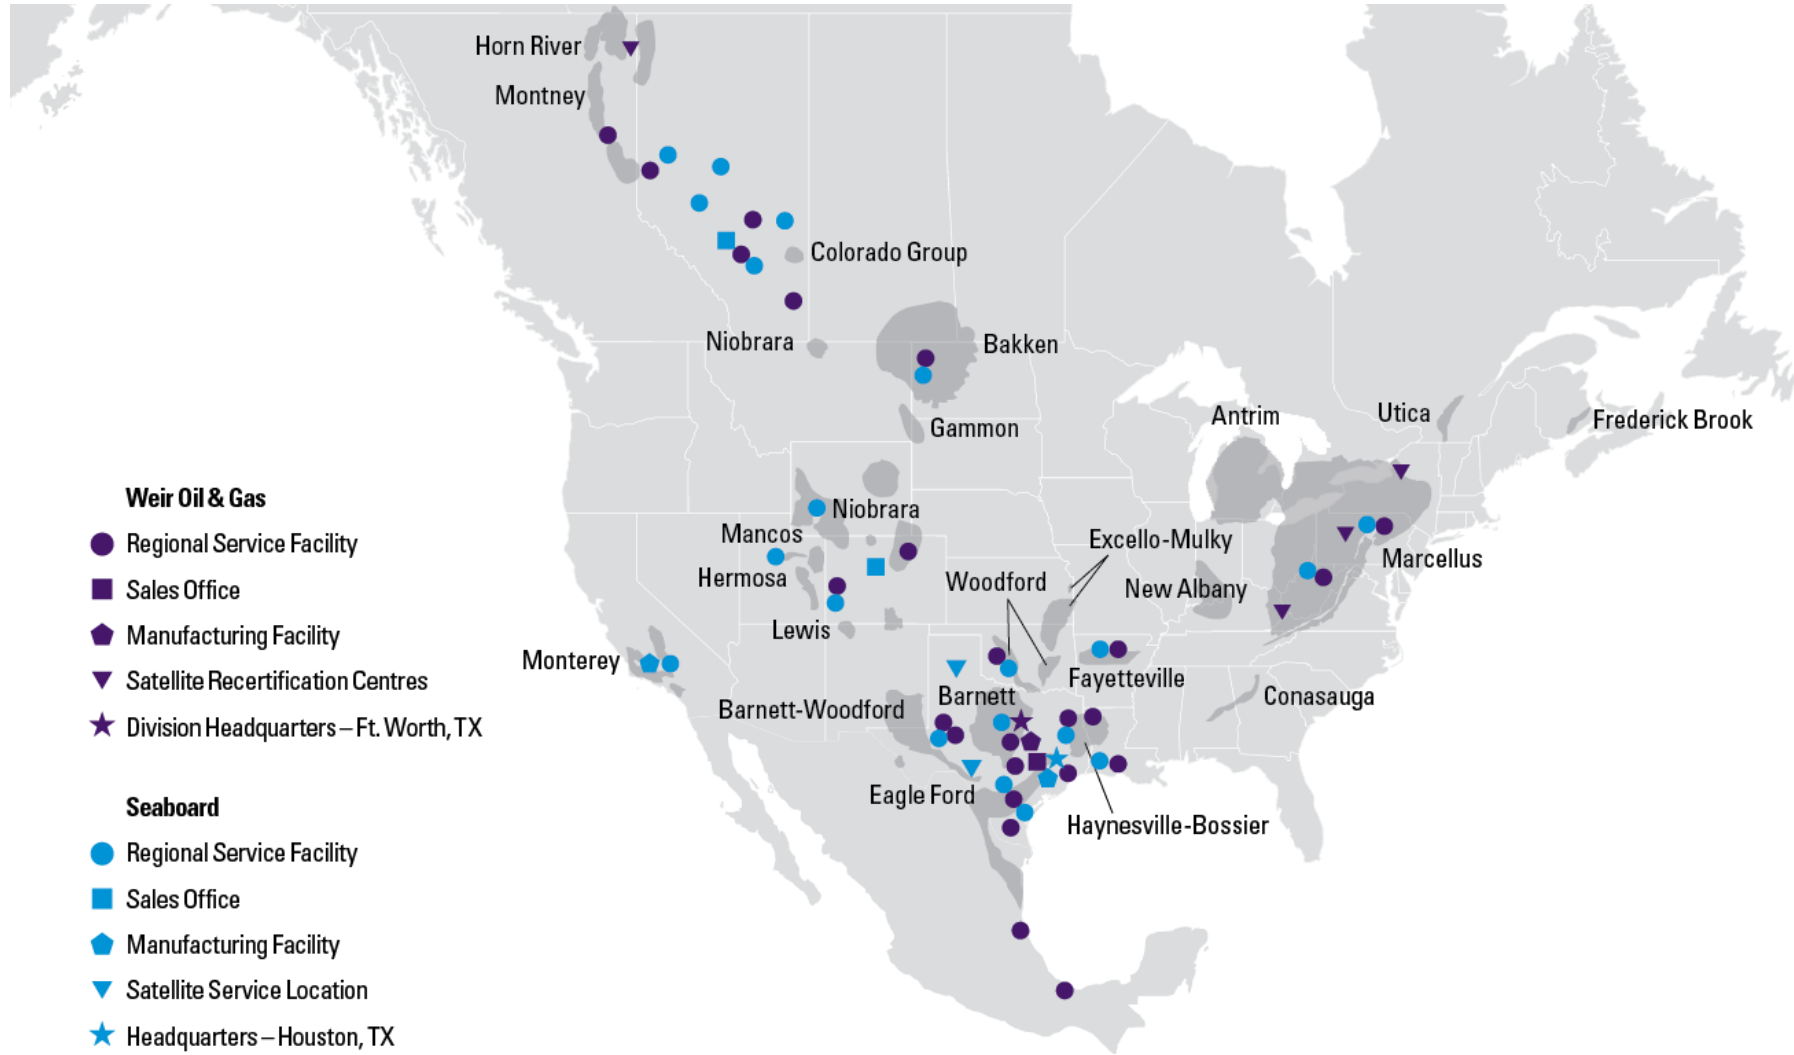 Horn River
Montney
Colorado Group
Niobrara
Bakken
Gammon
Antrim
Utica
Frederick Brook
Niobrara
Mancos
Hermosa
Excello-Mulky
Woodford
New Albany
Marcellus
Lewis
Monterey
Fayetteville
Barnett
Barnett-Woodford
Conasauga
Eagle Ford
Haynesville-Bossier
Weir Oil & Gas
Regional Service Facility
Sales Office
Manufacturing Facility
Satellite Recertification Centres
Division Headquarters – Ft. Worth, TX
Seaboard
Regional Service Facility
Sales Office
Manufacturing Facility
Satellite Service Location
Headquarters – Houston, TX